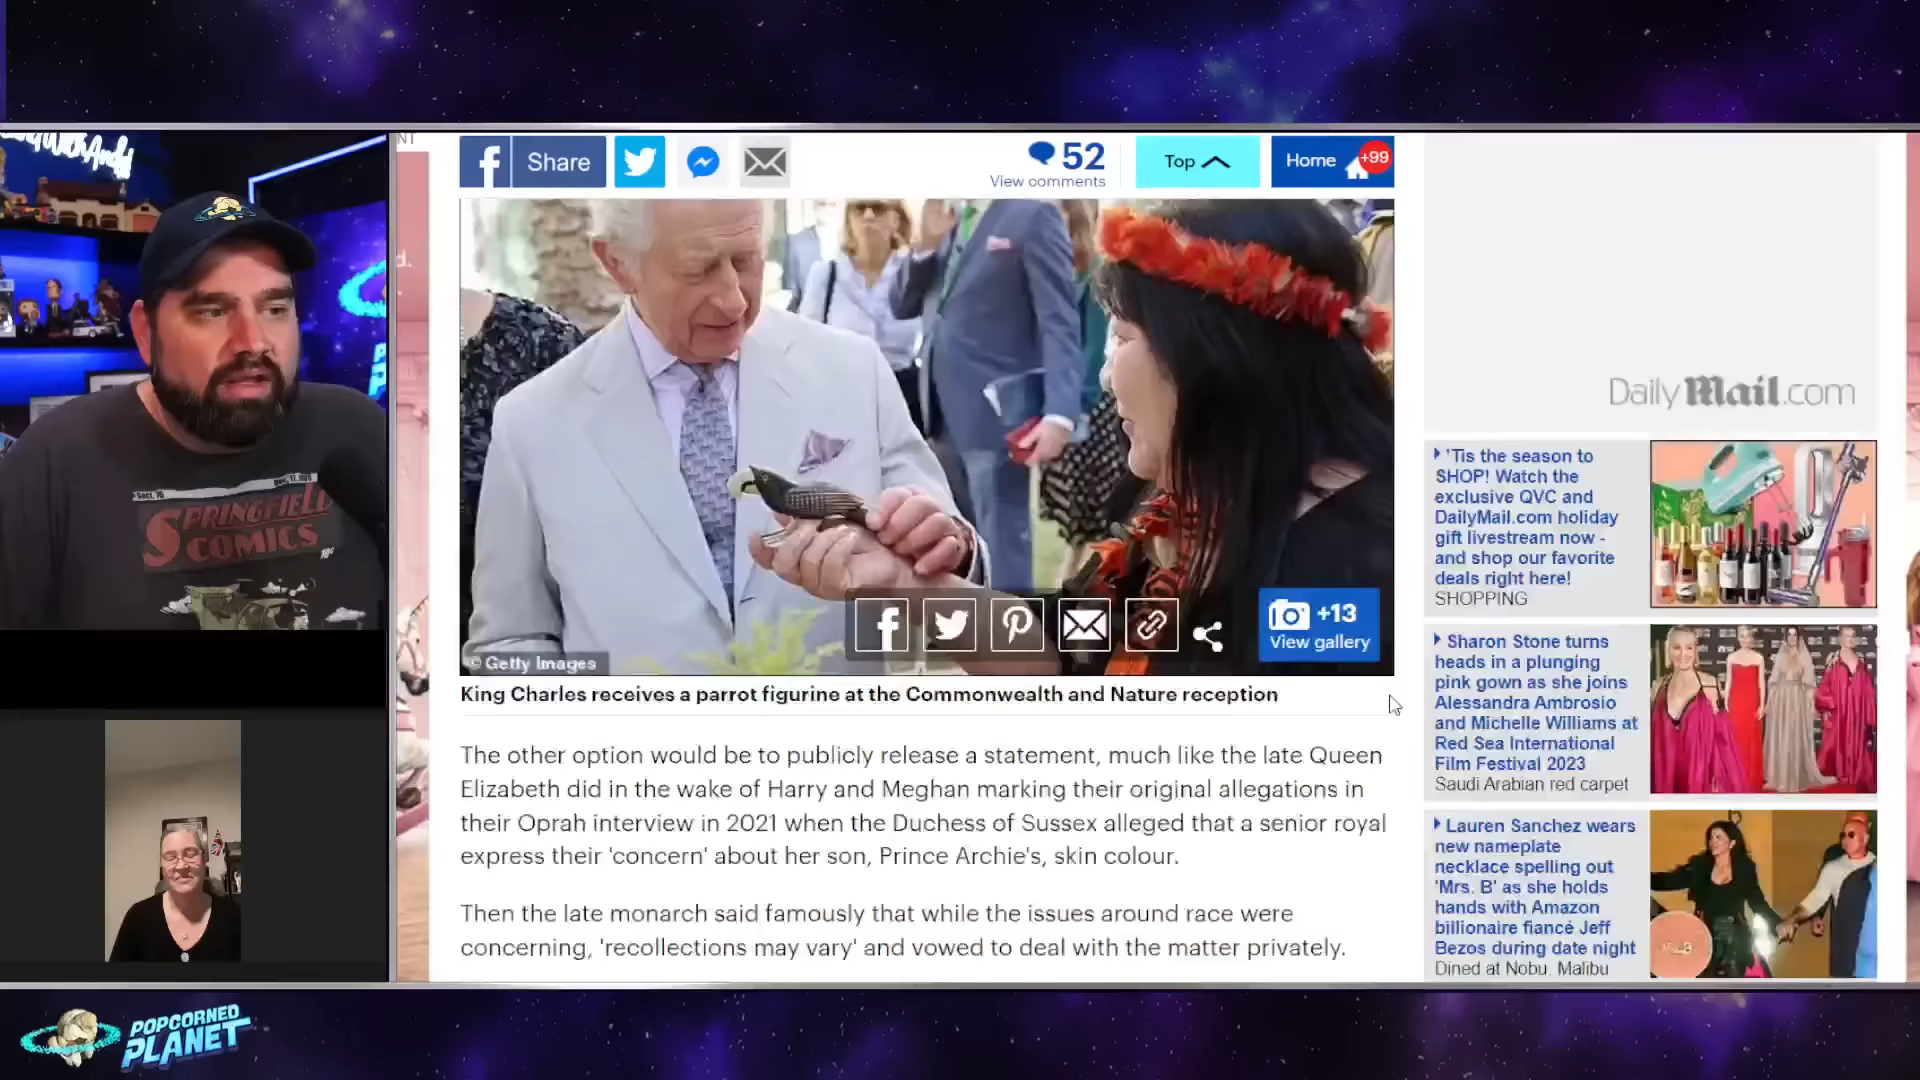 NT
Share
52
View comments
Top
Home
+99
d.
Sect. 76
SPRINGFIELD
COMICS
10¢
© Getty Images
+13
View gallery
King Charles receives a parrot figurine at the Commonwealth and Nature reception
The other option would be to publicly release a statement, much like the late Queen
Elizabeth did in the wake of Harry and Meghan marking their original allegations in
their Oprah interview in 2021 when the Duchess of Sussex alleged that a senior royal
express their 'concern' about her son, Prince Archie's, skin colour.
Then the late monarch said famously that while the issues around race were
concerning, 'recollections may vary' and vowed to deal with the matter privately.
DailyMail.com
'Tis the season to
SHOP! Watch the
exclusive QVC and
DailyMail.com holiday
gift livestream now -
and shop our favorite
deals right here!
SHOPPING
Sharon Stone turns
heads in a plunging
pink gown as she joins
Alessandra Ambrosio
and Michelle Williams at
Red Sea International
Film Festival 2023
Saudi Arabian red carpet
Lauren Sanchez wears
new nameplate
necklace spelling out
'Mrs. B' as she holds
hands with Amazon
billionaire fiancé Jeff
Bezos during date night
Dined at Nobu, Malibu
POPCORNED
PLANET